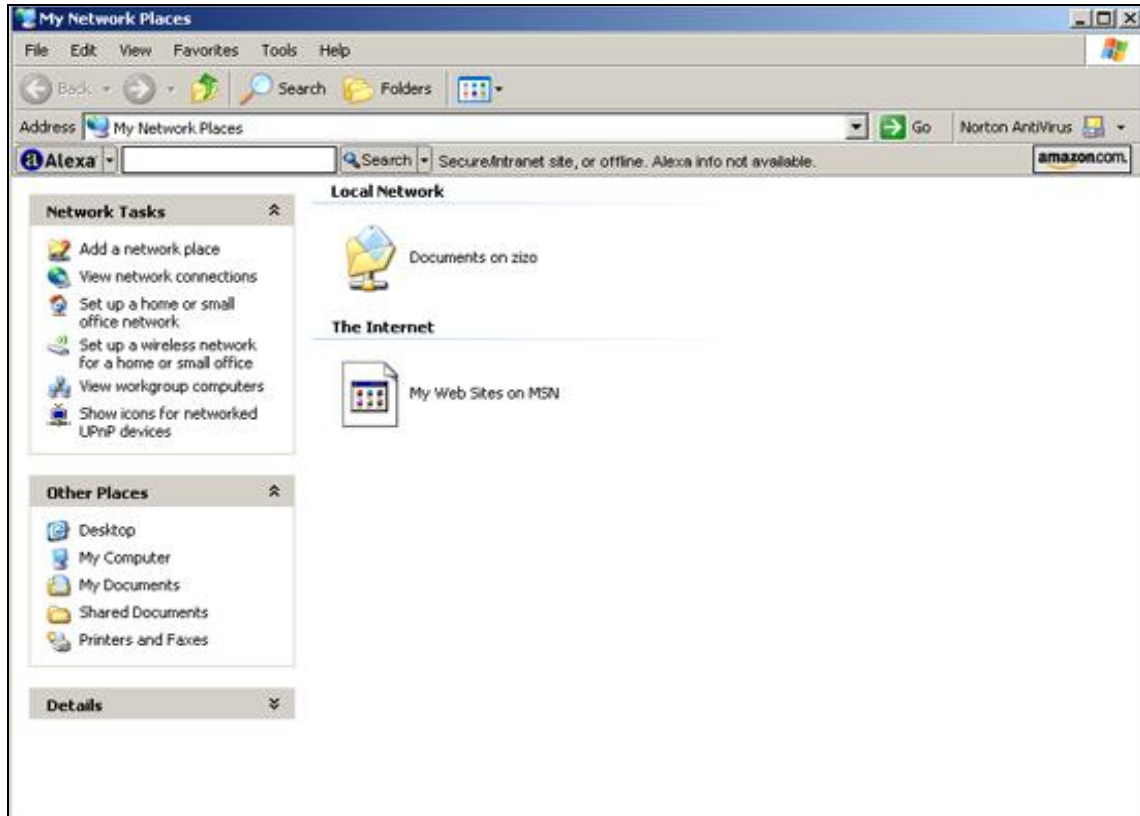 My Network Places
File Edit View Favorites Tools Help
Back Search Folders
Address My Network Places Go Norton AntiVirus
Alexa Search Secure/Intranet site, or offline. Alexa info not available. amazon.com.
Local Network
Network Tasks
Add a network place
Documents on zizo
View network connections
Set up a home or small
office network
The Internet
Set up a wireless network
for a home or small office
View workgroup computers
My Web Sites on MSN
Show icons for networked
UPnP devices
Other Places
Desktop
My Computer
My Documents
Shared Documents
Printers and Faxes
Details